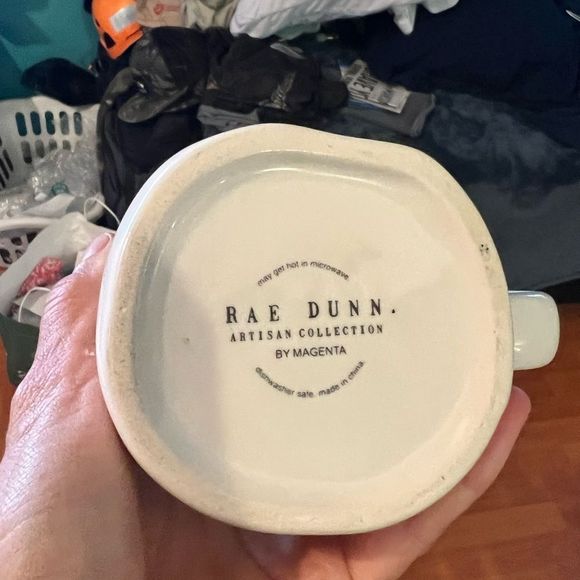 may get hot in microwave.
RAE DUNN.
ARTISAN COLLECTION
BY MAGENTA
dishwasher safe. made in china.